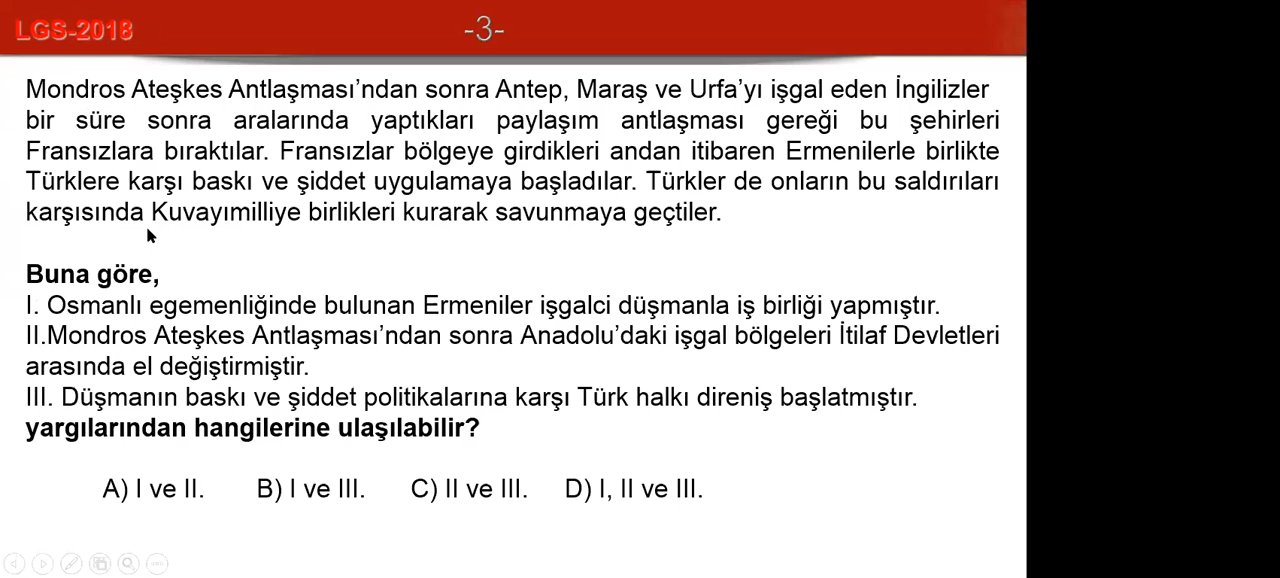 LGS-2018
-3-
Mondros Ateşkes Antlaşması’ndan sonra Antep, Maraş ve Urfa’yı işgal eden İngilizler
bir süre sonra aralarında yaptıkları paylaşım antlaşması gereği bu şehirleri
Fransızlara bıraktılar. Fransızlar bölgeye girdikleri andan itibaren Ermenilerle birlikte
Türklere karşı baskı ve şiddet uygulamaya başladılar. Türkler de onların bu saldırıları
karşısında Kuvayımilliye birlikleri kurarak savunmaya geçtiler.
Buna göre,
I. Osmanlı egemenliğinde bulunan Ermeniler işgalci düşmanla iş birliği yapmıştır.
II.Mondros Ateşkes Antlaşması’ndan sonra Anadolu’daki işgal bölgeleri İtilaf Devletleri
arasında el değiştirmiştir.
III. Düşmanın baskı ve şiddet politikalarına karşı Türk halkı direniş başlatmıştır.
yargılarından hangilerine ulaşılabilir?
A) I ve II. B) I ve III. C) II ve III. D) I, II ve III.